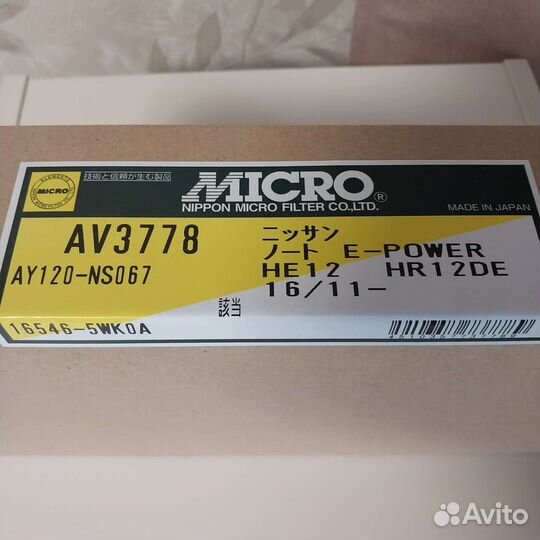 技術と信頼が生む製品
ELEMENTS
MICRO
MICRO®
NIPPON MICRO FILTER CO.,LTD.
MADE IN JAPAN
AV3778
AY120-NS067
ニッサン
ノート E-POWER
HE12 HR12DE
16/11-
該当
16546-5WK0A
Avito